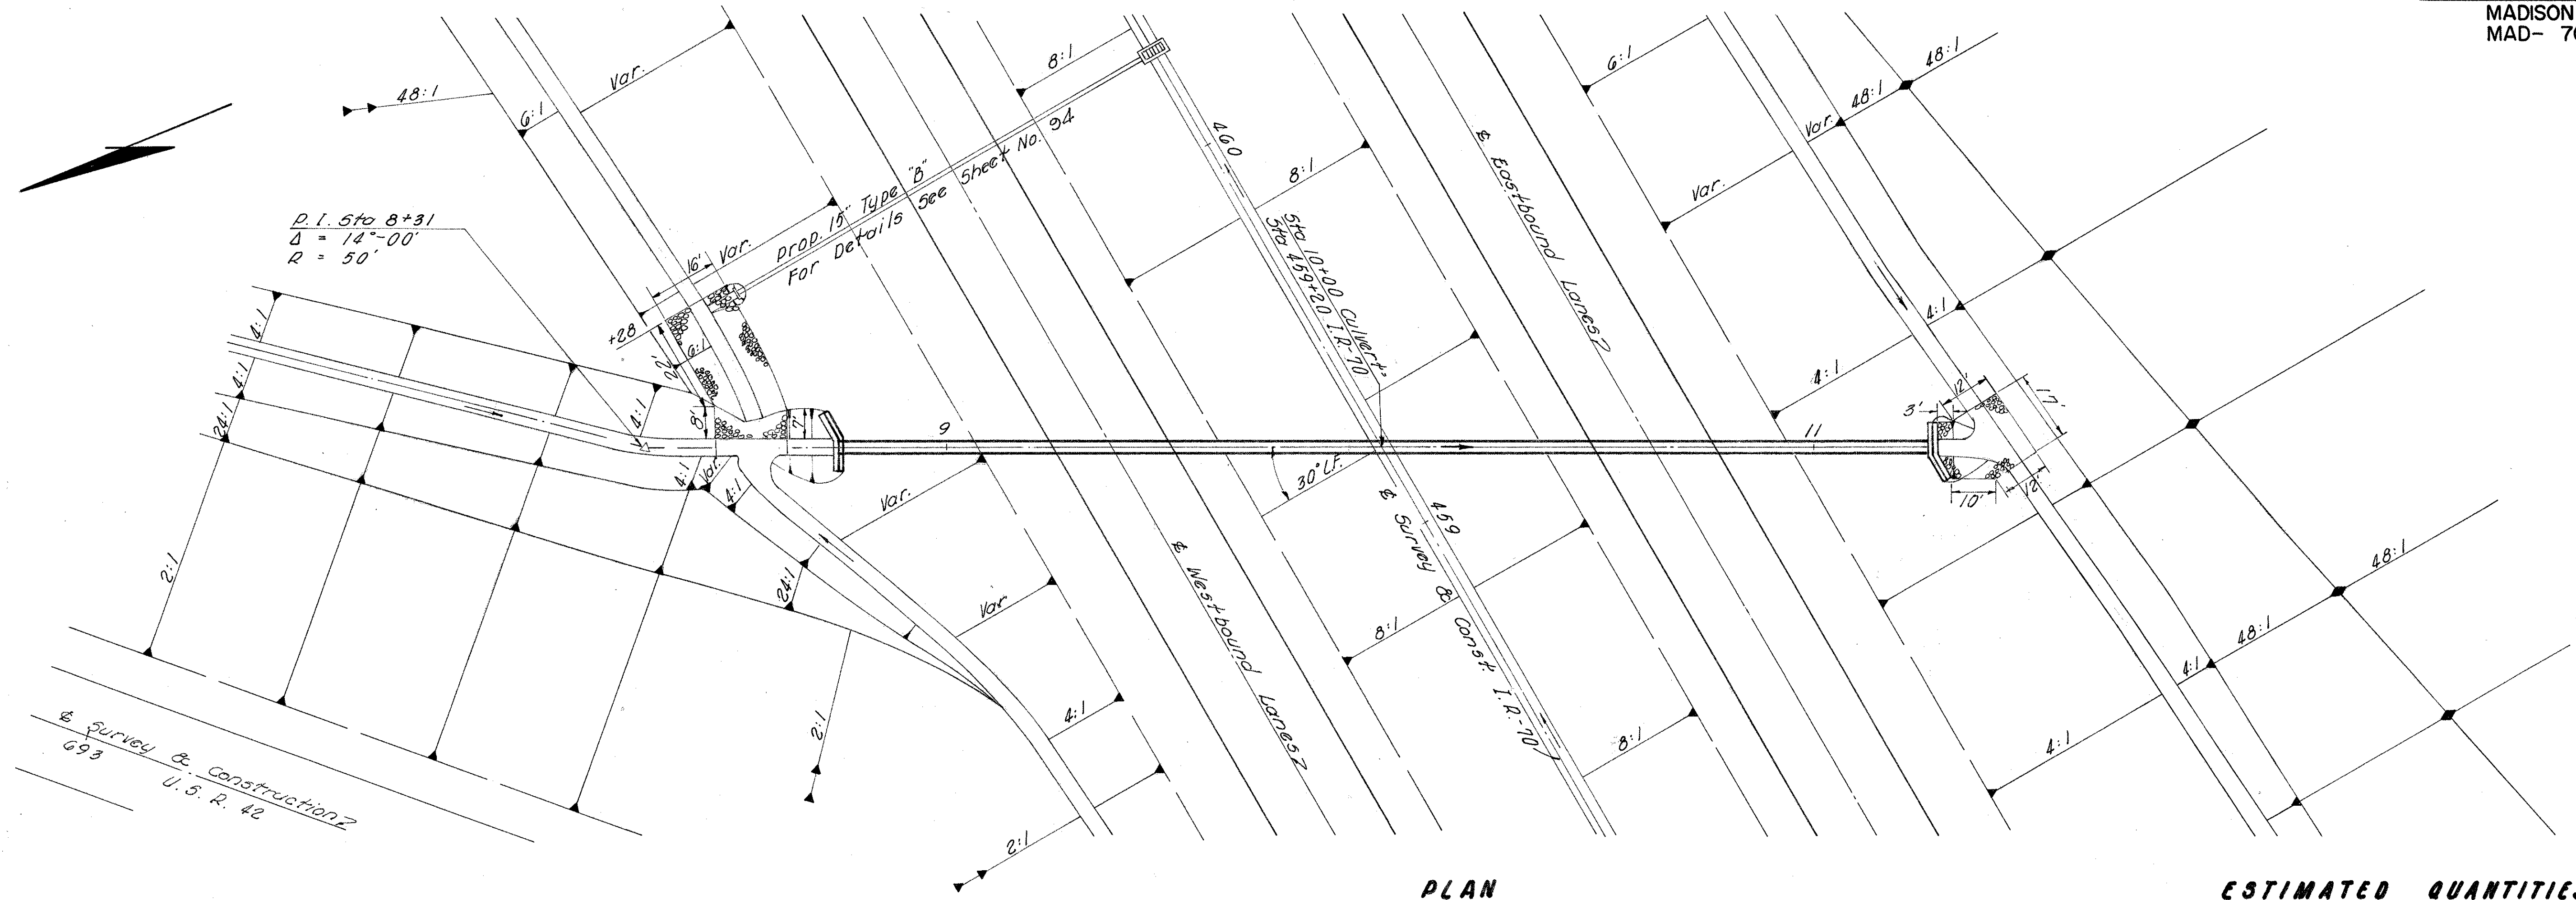 MADISON
MAD- 70
48:1
6:1
Var.
8:1
6:1
Var.
48:1
48:1
P.I. Sta 8+31
Δ = 14°-00'
R = 50'
prop. 15" Type "B"
For Details See Sheet No. 94
Var.
16'
+28
22'
6:1
8'
7'
4:1
4:1
24:1
4:1
4:1
Var.
4:1
2:1
24:1
2:1
Var.
Var
4:1
2:1
9
11
460
8:1
Sta 10+00 Culvert =
Sta 459+20 I.R-70
30° LF.
459
℄ Survey & Const. I.R.-70
℄ Westbound Lanes
℄ Eastbound Lanes
8:1
8:1
Var.
4:1
4:1
3'
12'
17'
10'
12'
48:1
48:1
4:1
4:1
℄ Survey & Construction
693
U.S.R. 42
PLAN
ESTIMATED QUANTITIES